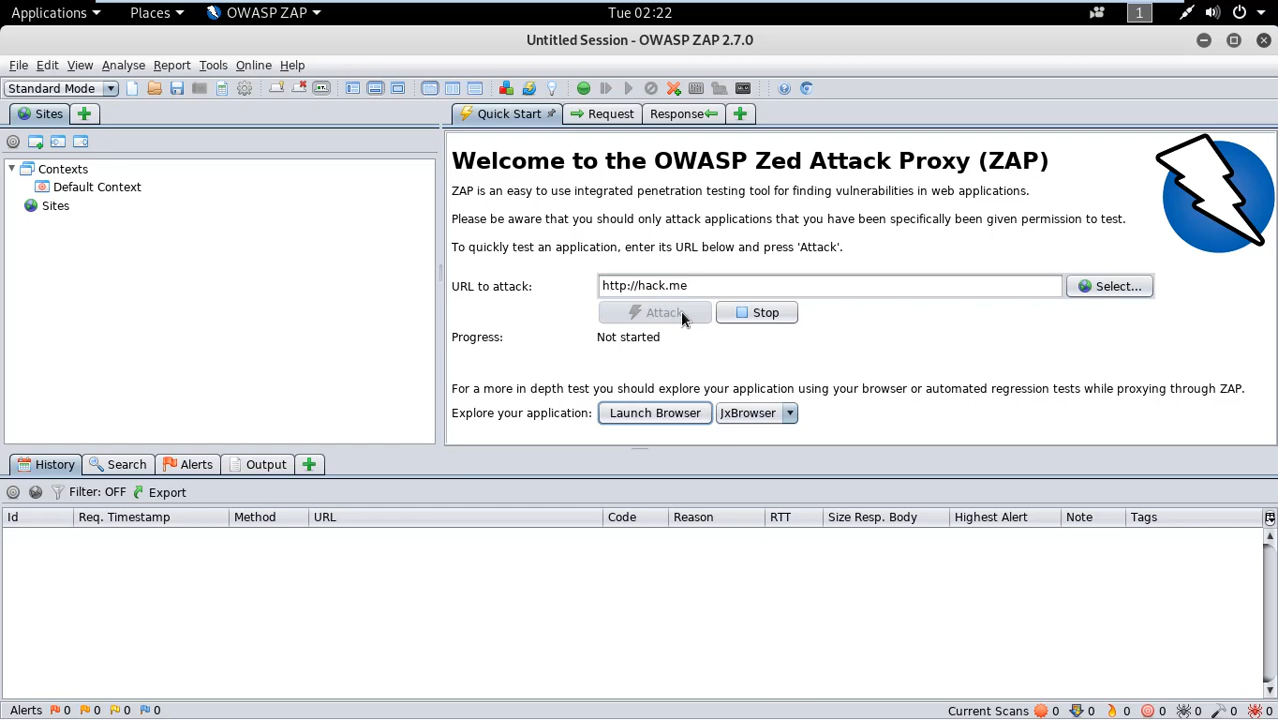 Applications Places OWASP ZAP Tue 02:22 1
Untitled Session - OWASP ZAP 2.7.0
File Edit View Analyse Report Tools Online Help
Standard Mode
Sites
Quick Start Request Response
Contexts
Default Context
Sites
Welcome to the OWASP Zed Attack Proxy (ZAP)
ZAP is an easy to use integrated penetration testing tool for finding vulnerabilities in web applications.
Please be aware that you should only attack applications that you have been specifically been given permission to test.
To quickly test an application, enter its URL below and press 'Attack'.
URL to attack: http://hack.me Select...
Attack Stop
Progress: Not started
For a more in depth test you should explore your application using your browser or automated regression tests while proxying through ZAP.
Explore your application: Launch Browser JxBrowser
History Search Alerts Output
Filter: OFF Export
Id Req. Timestamp Method URL Code Reason RTT Size Resp. Body Highest Alert Note Tags
Alerts 0 0 0 0 Current Scans 0 0 0 0 0 0 0